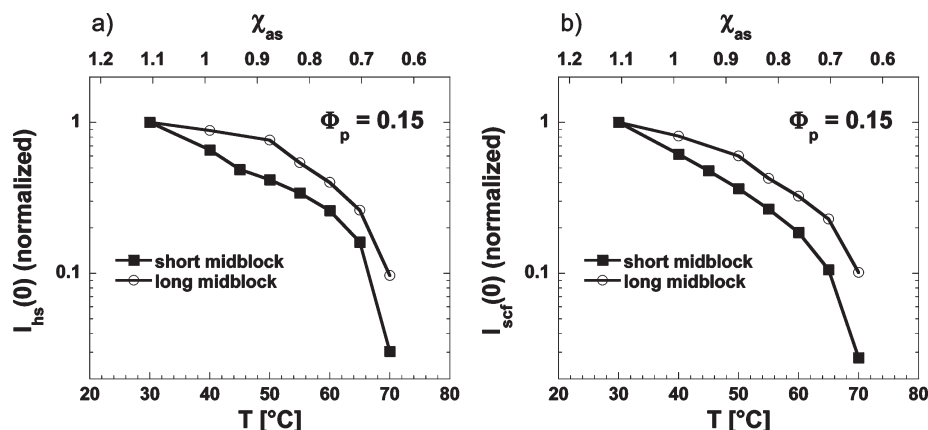 a)
χas
1.2 1.1 1 0.9 0.8 0.7 0.6
Ihs(0) (normalized)
1
0.1
Φp = 0.15
short midblock
long midblock
20 30 40 50 60 70 80
T [°C]
b)
χas
1.2 1.1 1 0.9 0.8 0.7 0.6
Iscf(0) (normalized)
1
0.1
Φp = 0.15
short midblock
long midblock
20 30 40 50 60 70 80
T [°C]